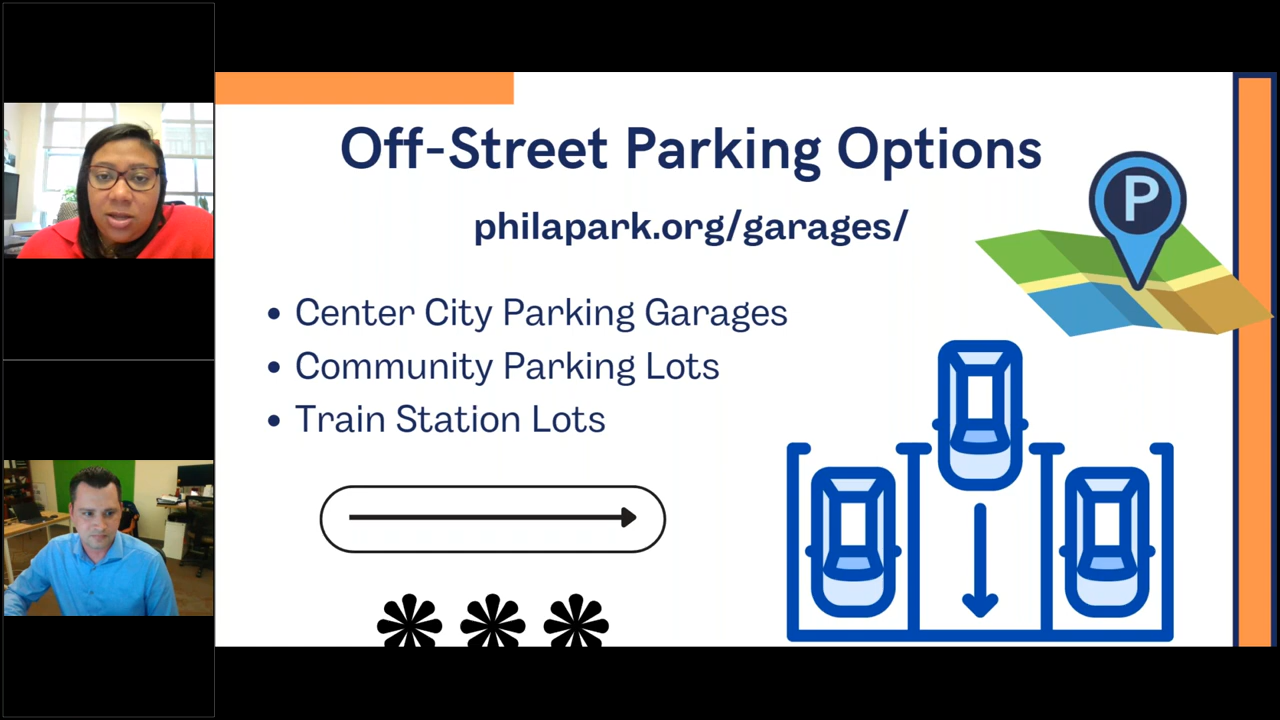 Off-Street Parking Options
philapark.org/garages/
P
• Center City Parking Garages
• Community Parking Lots
• Train Station Lots